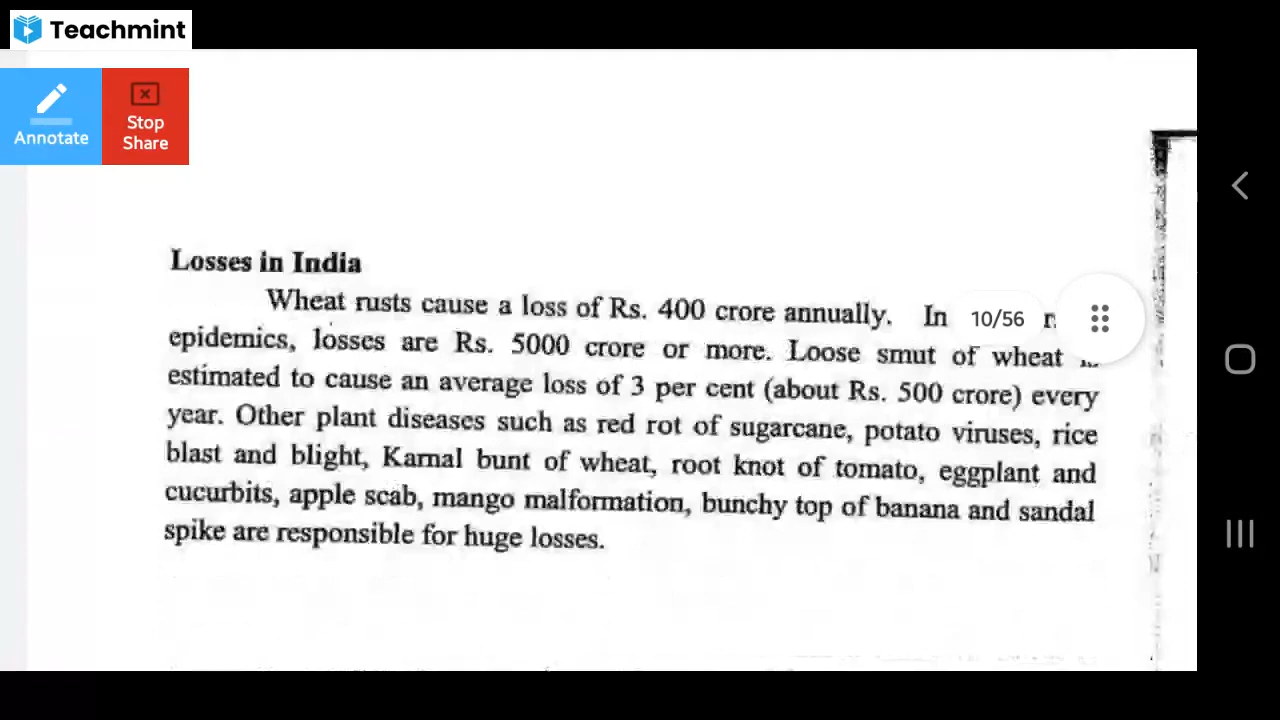 Teachmint
Annotate
Stop
Share
Losses in India
Wheat rusts cause a loss of Rs. 400 crore annually. In
10/56
epidemics, losses are Rs. 5000 crore or more. Loose smut of wheat
estimated to cause an average loss of 3 per cent (about Rs. 500 crore) every
year. Other plant diseases such as red rot of sugarcane, potato viruses, rice
blast and blight, Karnal bunt of wheat, root knot of tomato, eggplant and
cucurbits, apple scab, mango malformation, bunchy top of banana and sandal
spike are responsible for huge losses.